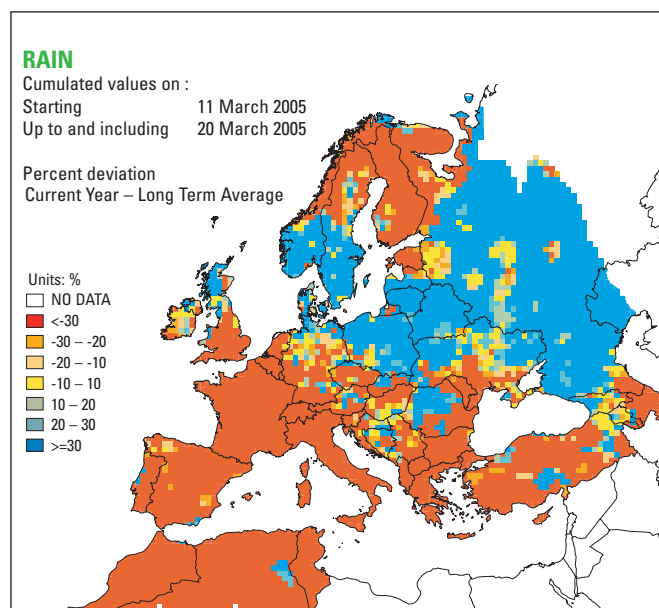 RAIN
Cumulated values on :
Starting 11 March 2005
Up to and including 20 March 2005
Percent deviation
Current Year – Long Term Average
Units: %
NO DATA
<-30
-30 – -20
-20 – -10
-10 – 10
10 – 20
20 – 30
>=30